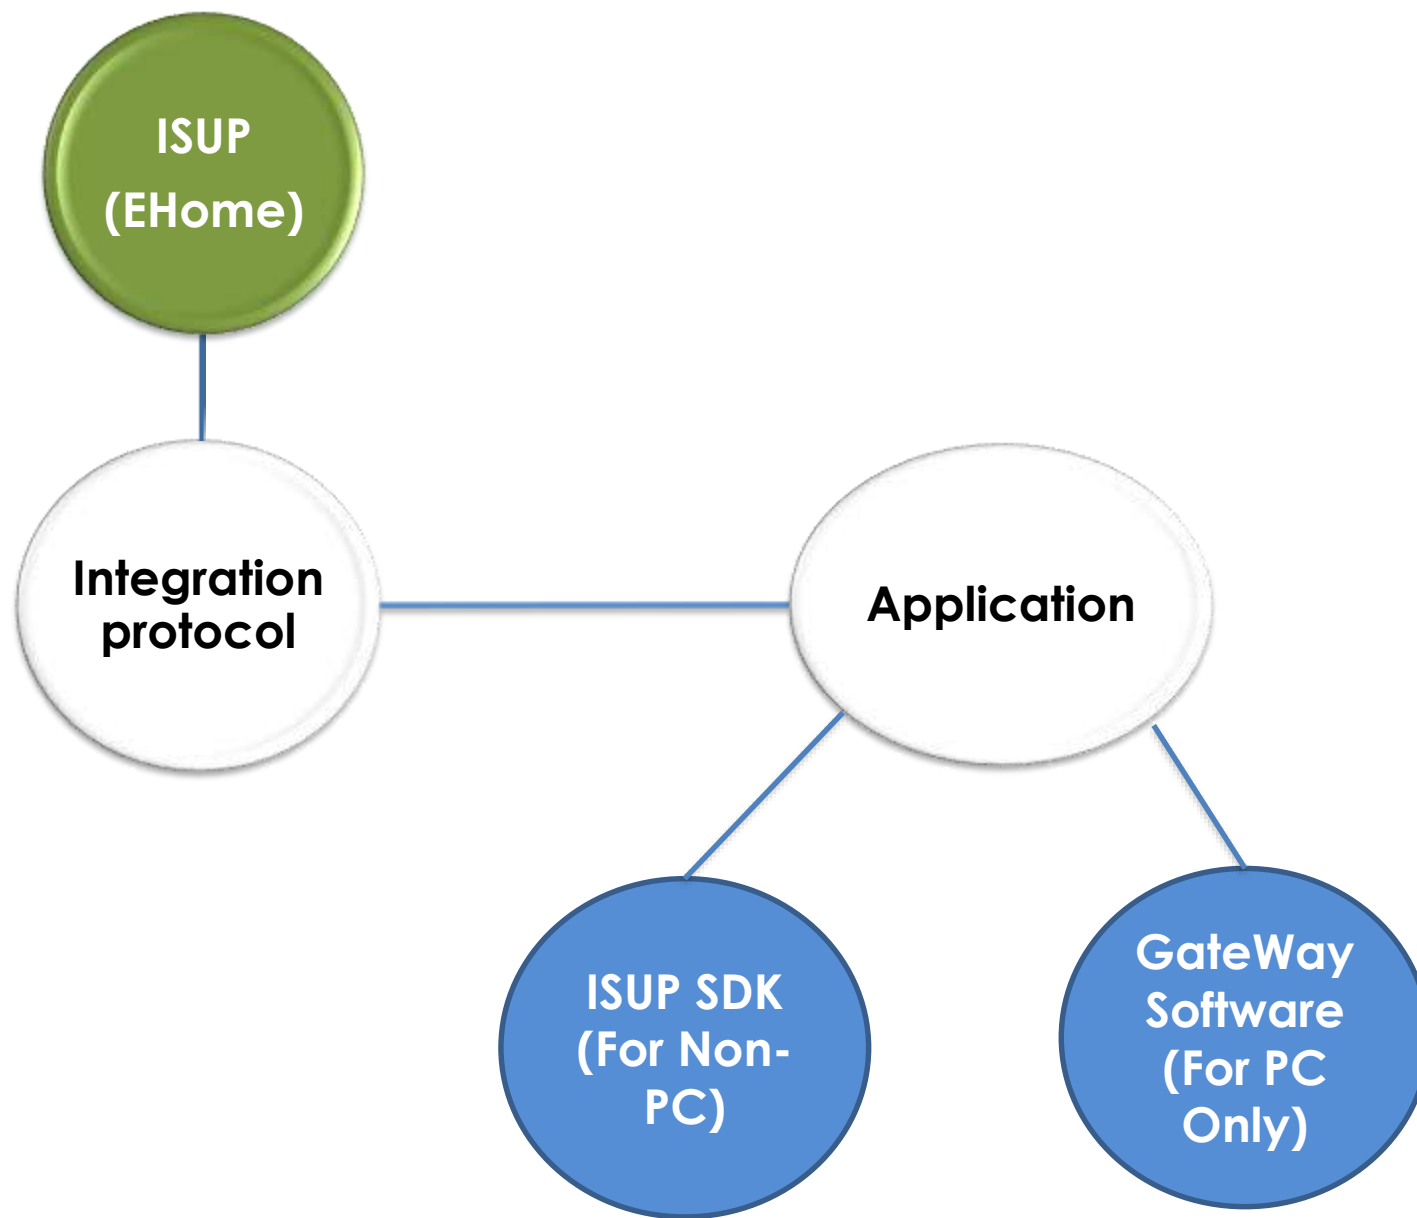 ISUP
(EHome)
Integration
protocol
Application
ISUP SDK
(For Non-
PC)
GateWay
Software
(For PC
Only)